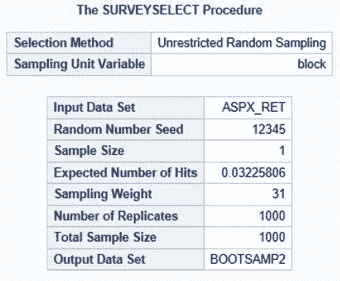 The SURVEYSELECT Procedure
Selection Method Unrestricted Random Sampling
Sampling Unit Variable block
Input Data Set ASPX_RET
Random Number Seed 12345
Sample Size 1
Expected Number of Hits 0.03225806
Sampling Weight 31
Number of Replicates 1000
Total Sample Size 1000
Output Data Set BOOTSAMP2